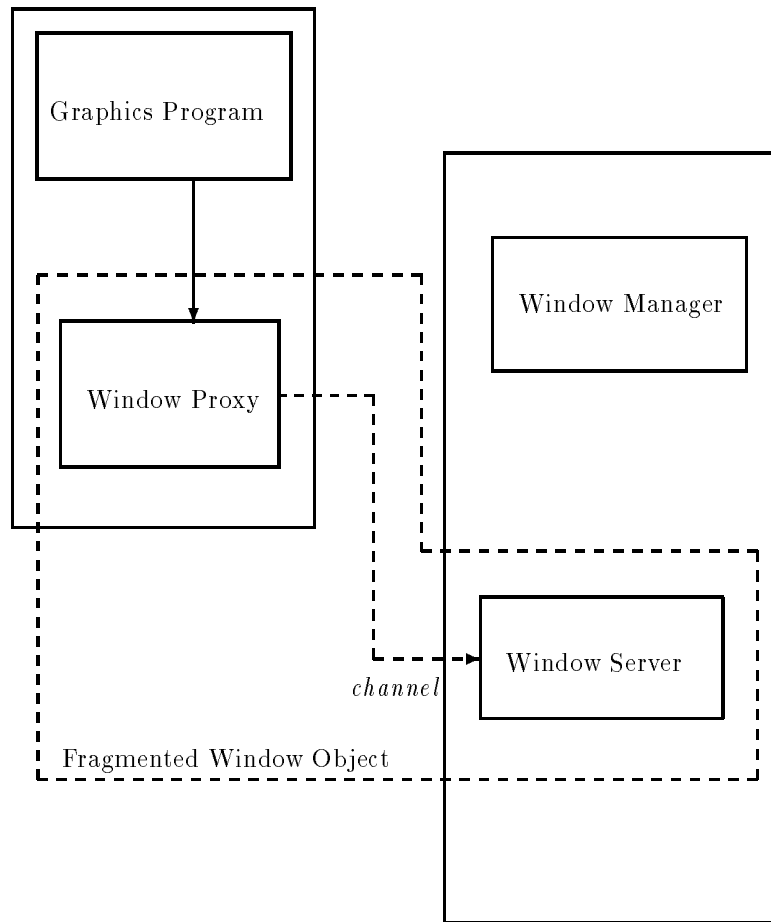 Graphics Program
Window Manager
Window Proxy
Window Server
channel
Fragmented Window Object